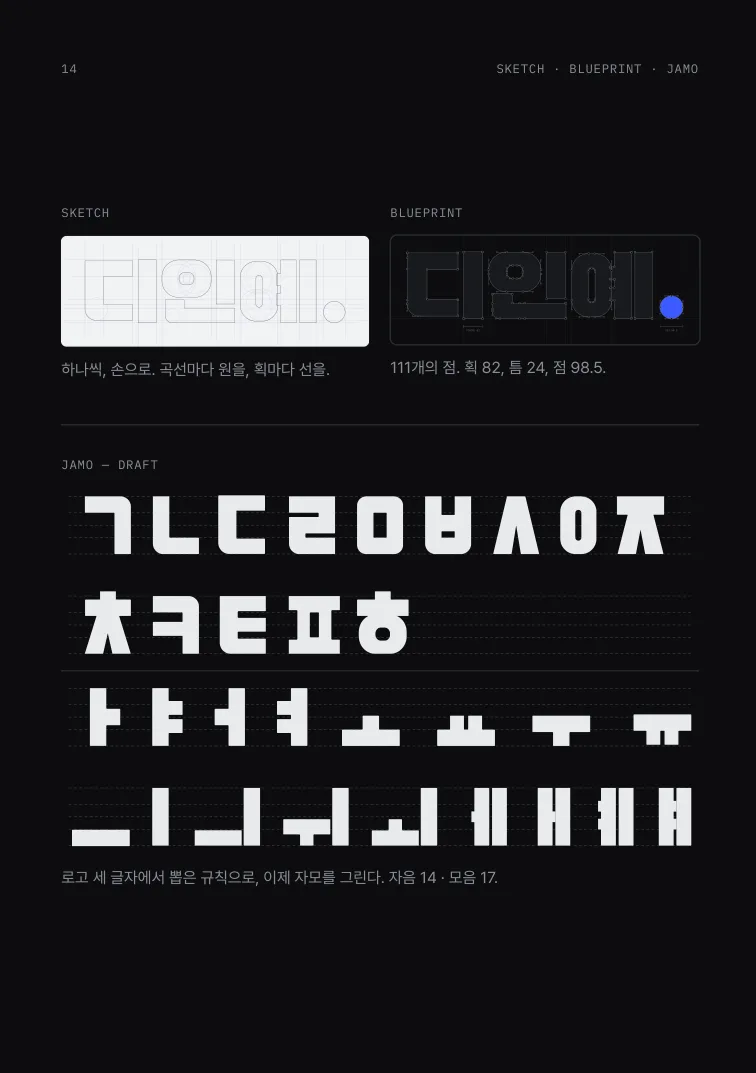 14
SKETCH · BLUEPRINT · JAMO
SKETCH
BLUEPRINT
디인예.
디인예.
하나씩, 손으로. 곡선마다 원을, 획마다 선을.
111개의 점. 획 82, 틈 24, 점 98.5.
JAMO — DRAFT
ㄱㄴㄷㄹㅁㅂㅅㅇㅈ
ㅊㅋㅌㅍㅎ
ㅏㅑㅓㅕㅗㅛㅜㅠ
ㅡㅣㅢㅟㅚㅔㅐㅖㅒ
로고 세 글자에서 뽑은 규칙으로, 이제 자모를 그린다. 자음 14 · 모음 17.